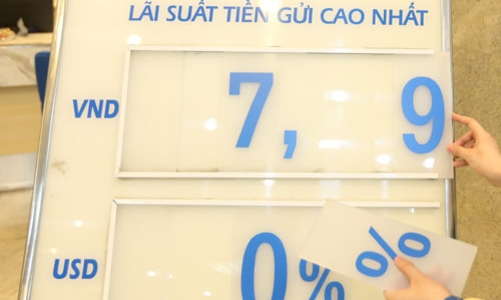 LÃI SUẤT TIỀN GỬI CAO NHẤT
VND 7,9
USD 0% %